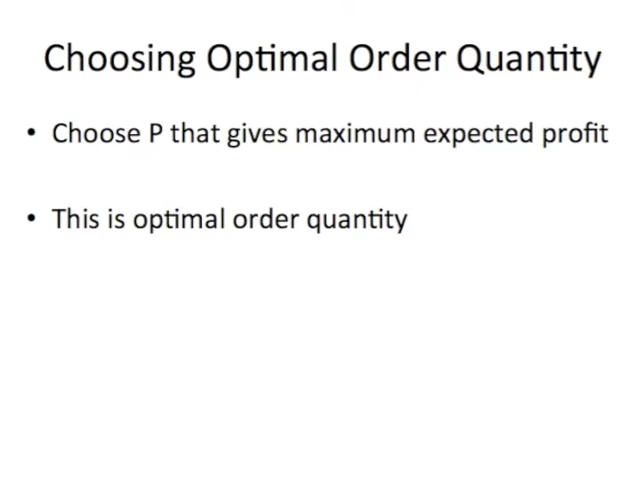 Choosing Optimal Order Quantity
• Choose P that gives maximum expected profit
• This is optimal order quantity